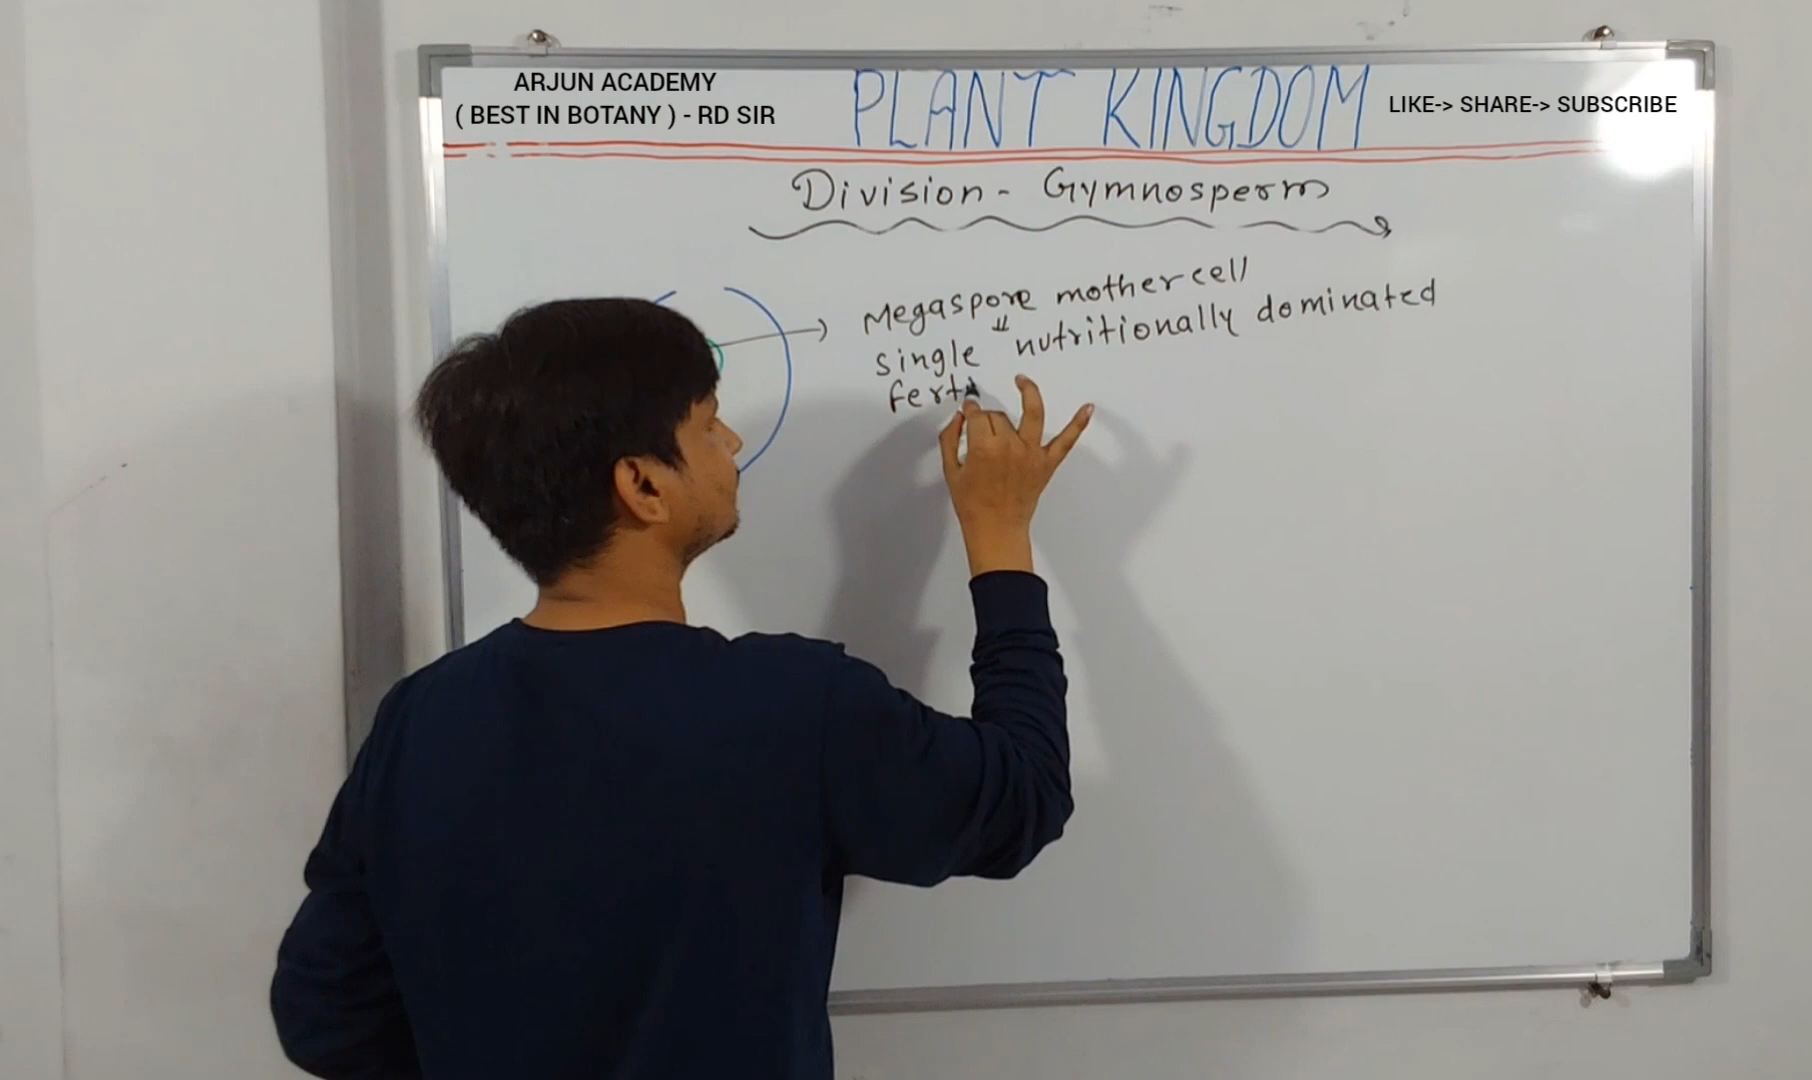 ARJUN ACADEMY
( BEST IN BOTANY ) - RD SIR
PLANT KINGDOM
LIKE-> SHARE-> SUBSCRIBE
Division - Gymnosperm
Megaspore mother cell
single nutritionally dominated